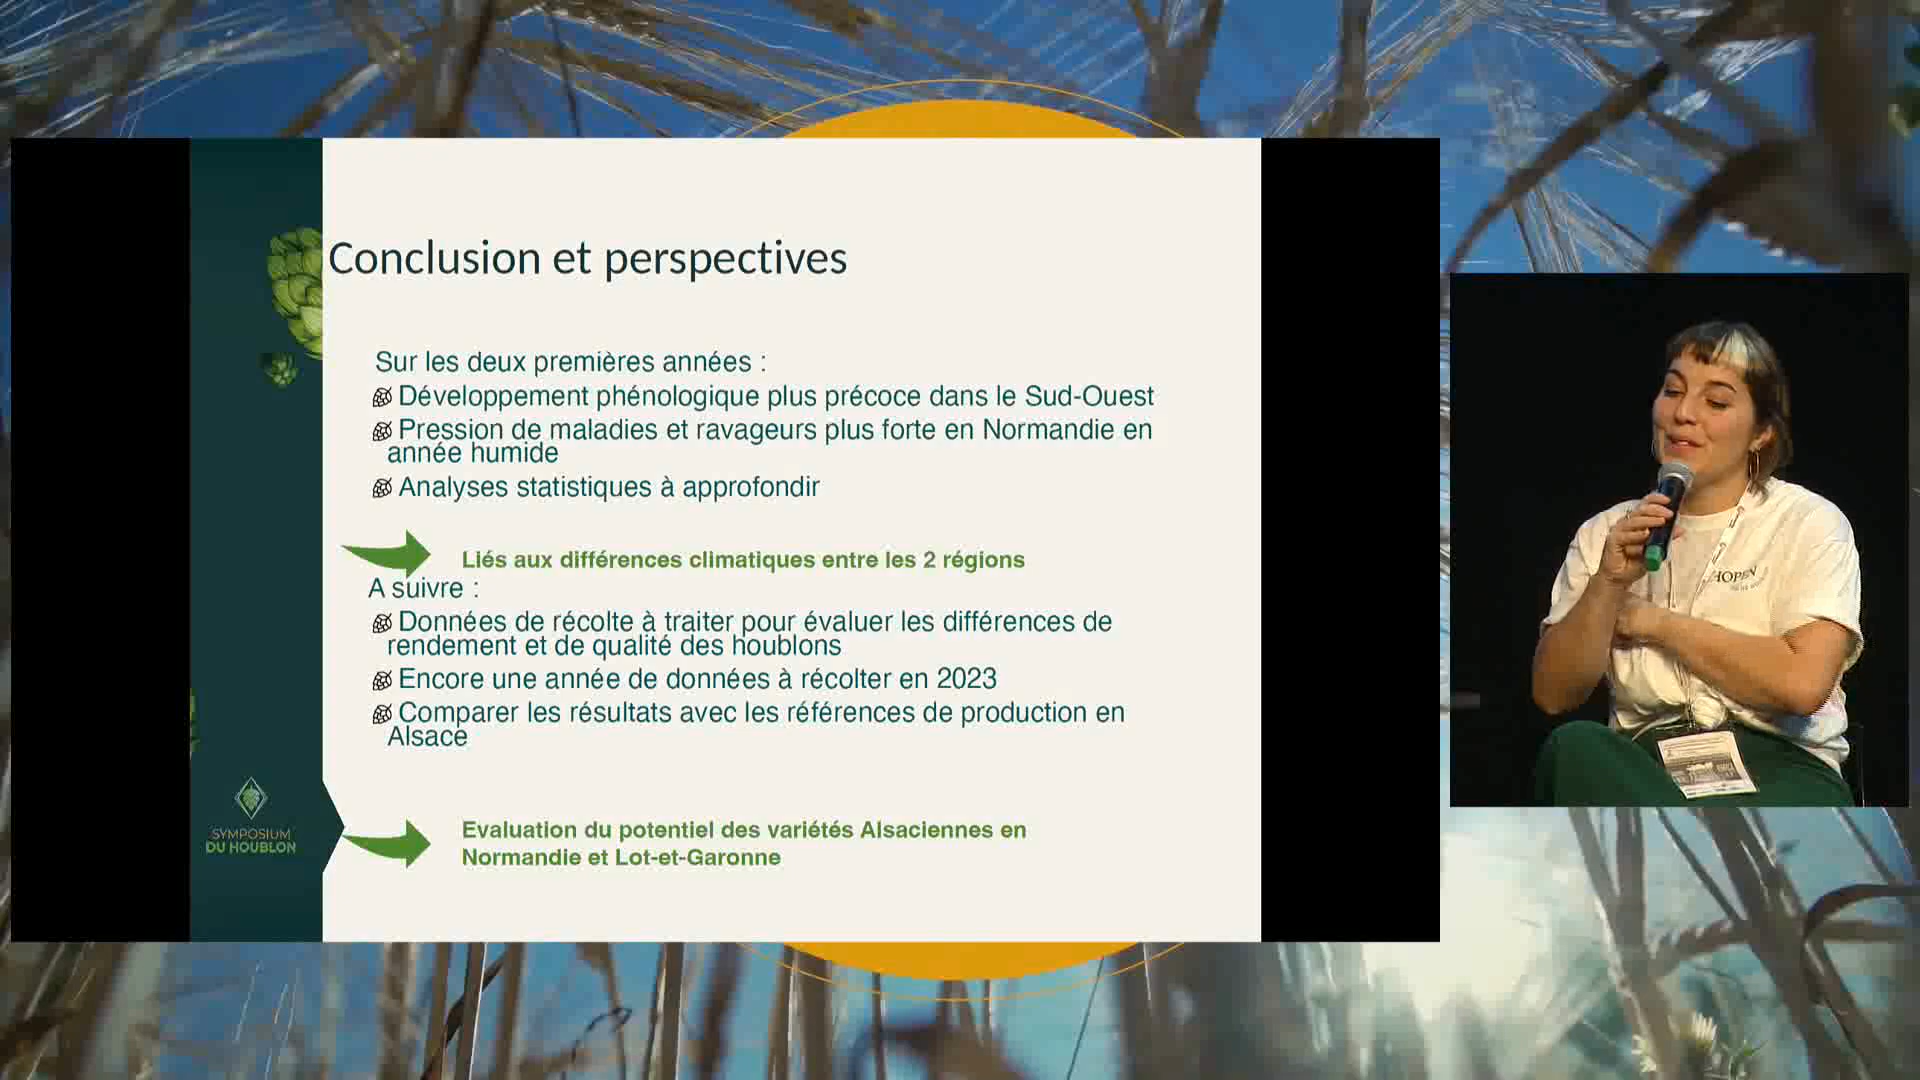 Conclusion et perspectives
Sur les deux premières années :
Développement phénologique plus précoce dans le Sud-Ouest
Pression de maladies et ravageurs plus forte en Normandie en
année humide
Analyses statistiques à approfondir
Liés aux différences climatiques entre les 2 régions
A suivre :
Données de récolte à traiter pour évaluer les différences de
rendement et de qualité des houblons
Encore une année de données à récolter en 2023
Comparer les résultats avec les références de production en
Alsace
Evaluation du potentiel des variétés Alsaciennes en
Normandie et Lot-et-Garonne
SYMPOSIUM
DU HOUBLON